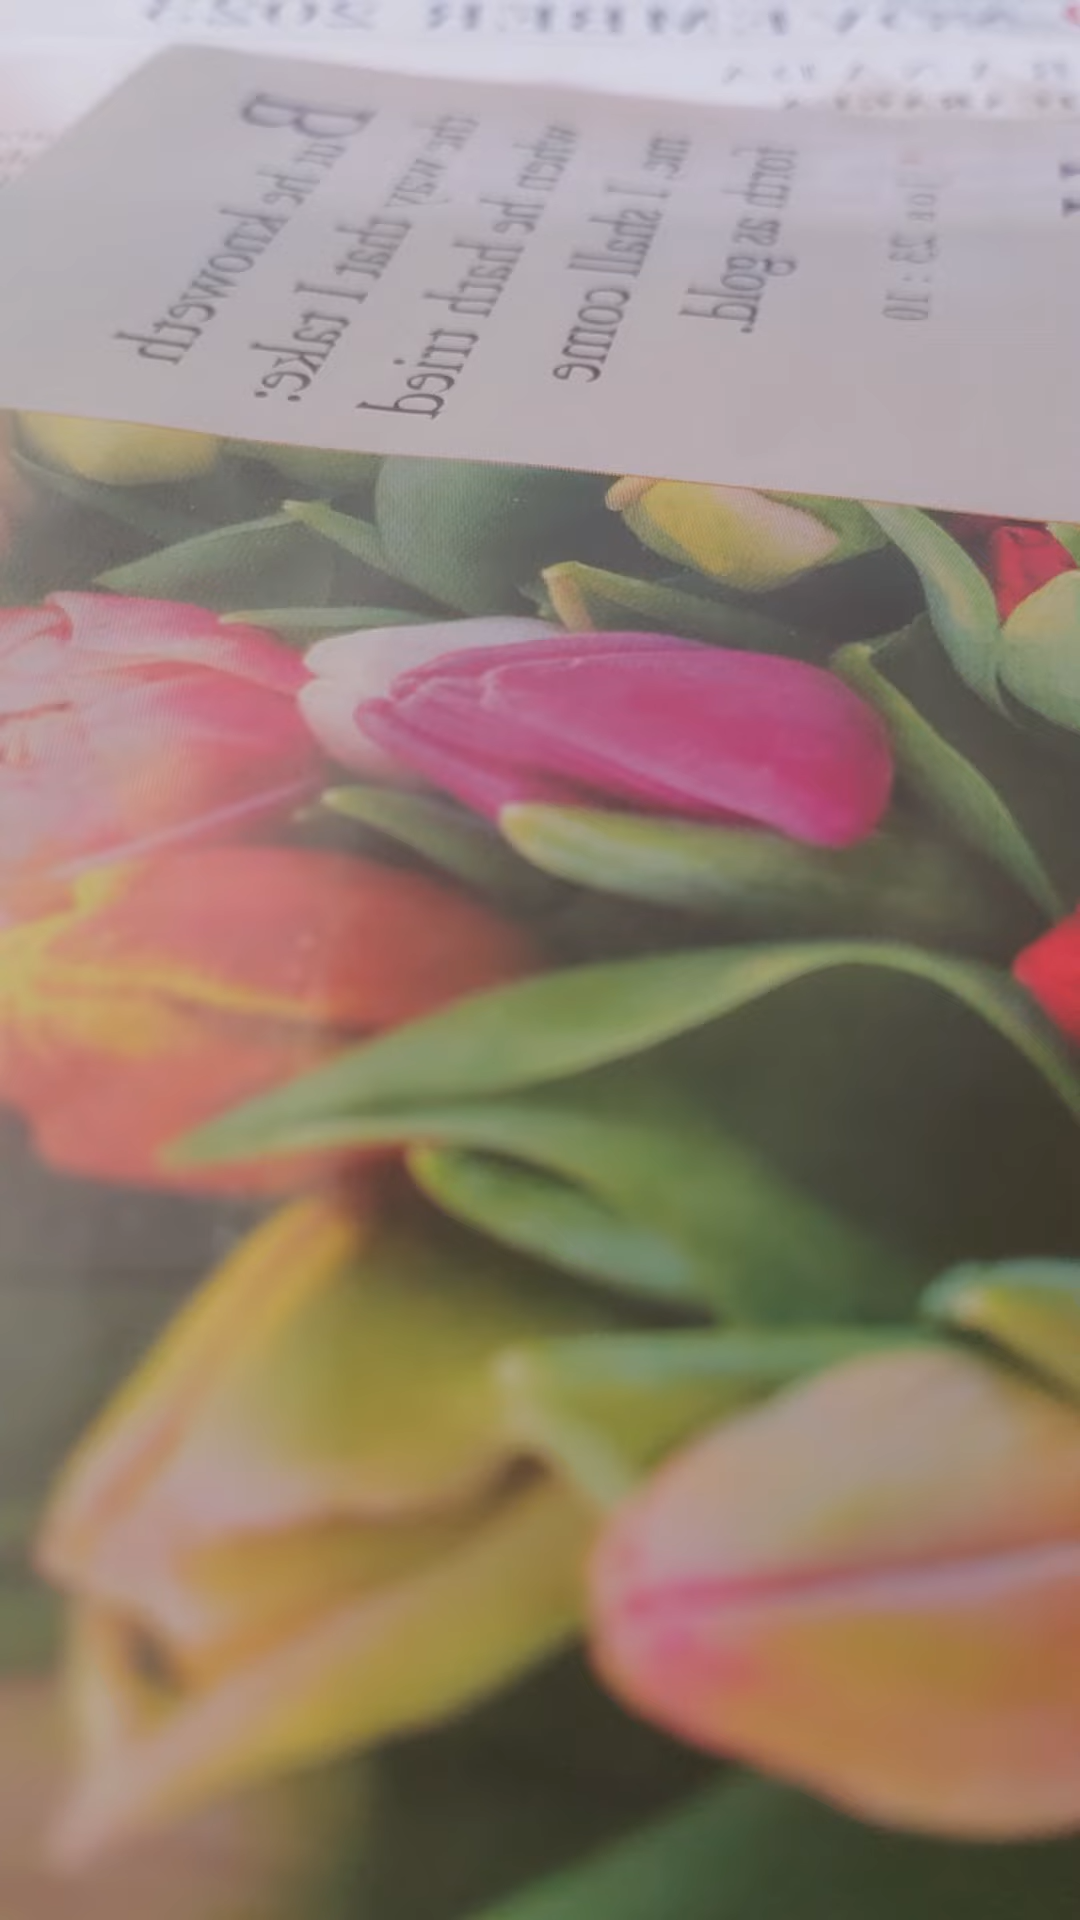 But he knoweth
the way that I take:
when he hath tried
me, I shall come
forth as gold.
Job 23 : 10